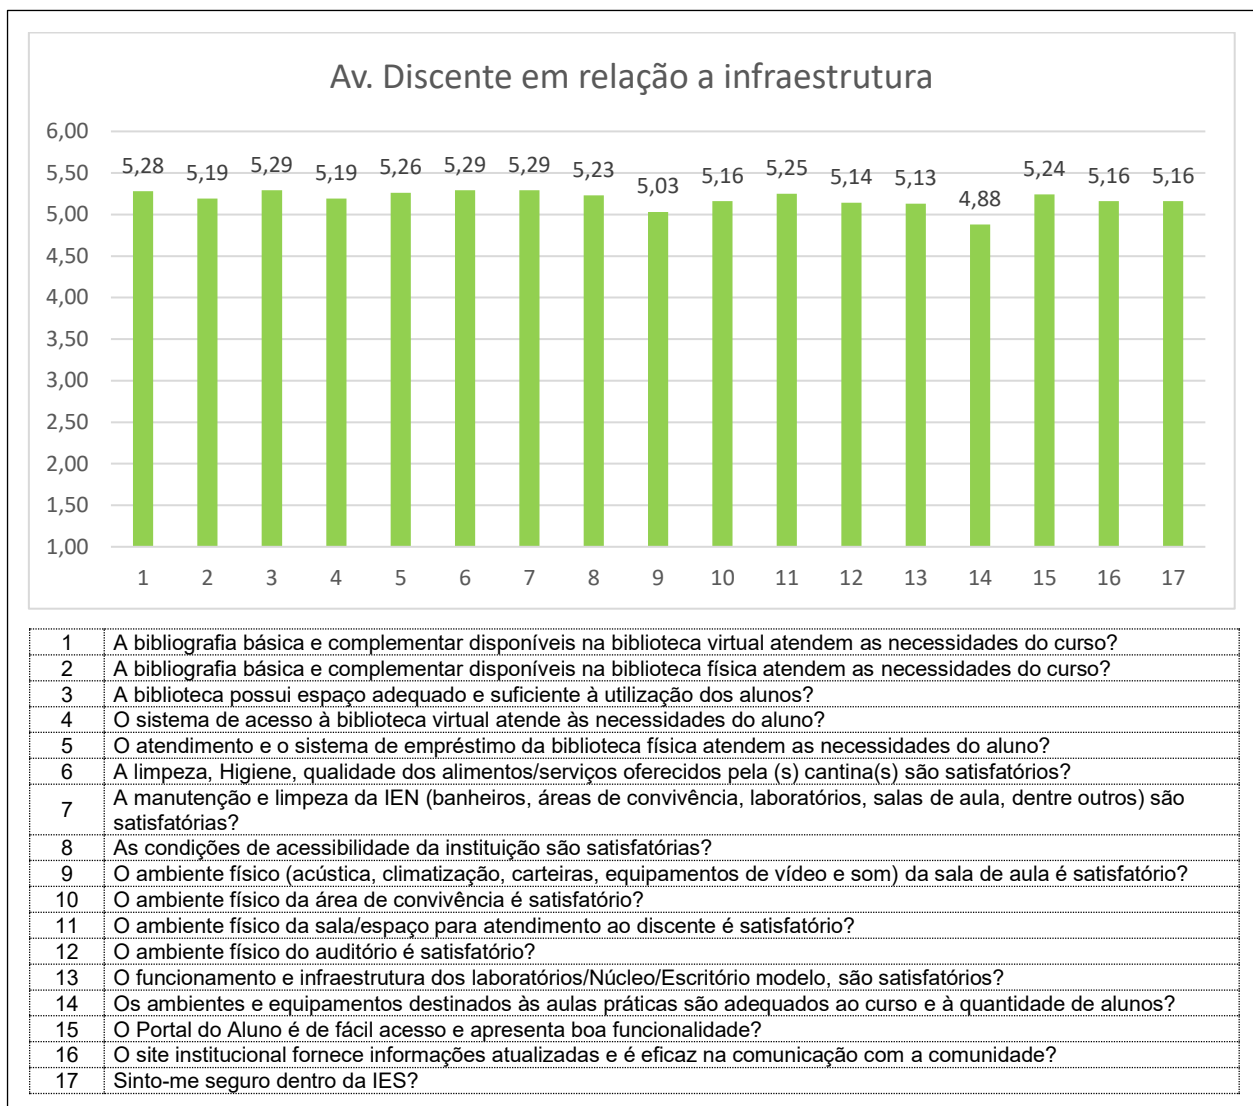 Av. Discente em relação a infraestrutura
6,00
5,50
5,00
4,50
4,00
3,50
3,00
2,50
2,00
1,50
1,00
5,28 5,19 5,29 5,19 5,26 5,29 5,29 5,23 5,03 5,16 5,25 5,14 5,13 4,88 5,24 5,16 5,16
1 2 3 4 5 6 7 8 9 10 11 12 13 14 15 16 17
1 A bibliografia básica e complementar disponíveis na biblioteca virtual atendem as necessidades do curso?
2 A bibliografia básica e complementar disponíveis na biblioteca física atendem as necessidades do curso?
3 A biblioteca possui espaço adequado e suficiente à utilização dos alunos?
4 O sistema de acesso à biblioteca virtual atende às necessidades do aluno?
5 O atendimento e o sistema de empréstimo da biblioteca física atendem as necessidades do aluno?
6 A limpeza, Higiene, qualidade dos alimentos/serviços oferecidos pela (s) cantina(s) são satisfatórios?
7 A manutenção e limpeza da IEN (banheiros, áreas de convivência, laboratórios, salas de aula, dentre outros) são
satisfatórias?
8 As condições de acessibilidade da instituição são satisfatórias?
9 O ambiente físico (acústica, climatização, carteiras, equipamentos de vídeo e som) da sala de aula é satisfatório?
10 O ambiente físico da área de convivência é satisfatório?
11 O ambiente físico da sala/espaço para atendimento ao discente é satisfatório?
12 O ambiente físico do auditório é satisfatório?
13 O funcionamento e infraestrutura dos laboratórios/Núcleo/Escritório modelo, são satisfatórios?
14 Os ambientes e equipamentos destinados às aulas práticas são adequados ao curso e à quantidade de alunos?
15 O Portal do Aluno é de fácil acesso e apresenta boa funcionalidade?
16 O site institucional fornece informações atualizadas e é eficaz na comunicação com a comunidade?
17 Sinto-me seguro dentro da IES?